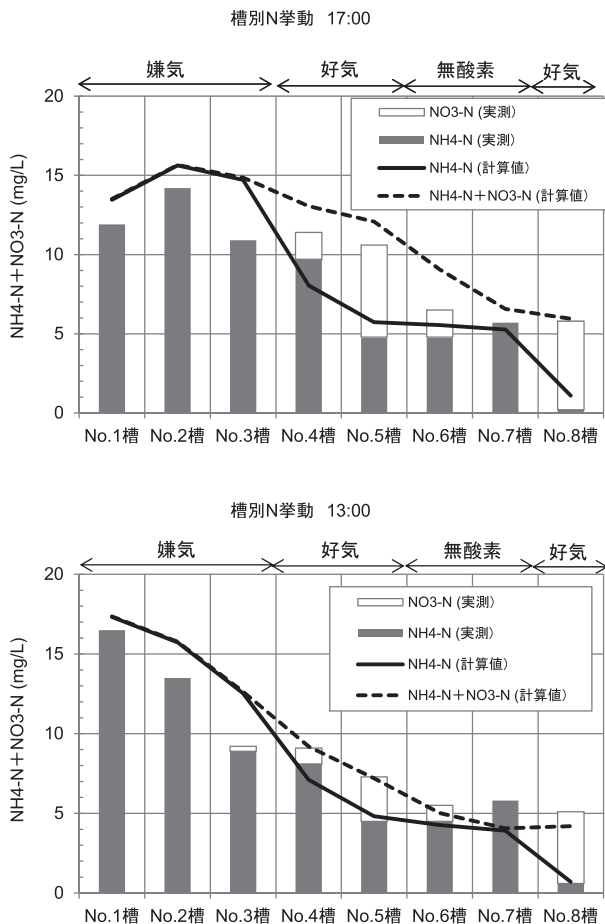 槽別N挙動 17:00
嫌気 好気 無酸素 好気
20
15
10
5
0
NH4-N＋NO3-N (mg/L)
NO3-N (実測)
NH4-N (実測)
NH4-N (計算値)
NH4-N＋NO3-N (計算値)
No.1槽 No.2槽 No.3槽 No.4槽 No.5槽 No.6槽 No.7槽 No.8槽
槽別N挙動 13:00
嫌気 好気 無酸素 好気
20
15
10
5
0
NH4-N＋NO3-N (mg/L)
NO3-N (実測)
NH4-N (実測)
NH4-N (計算値)
NH4-N＋NO3-N (計算値)
No.1槽 No.2槽 No.3槽 No.4槽 No.5槽 No.6槽 No.7槽 No.8槽